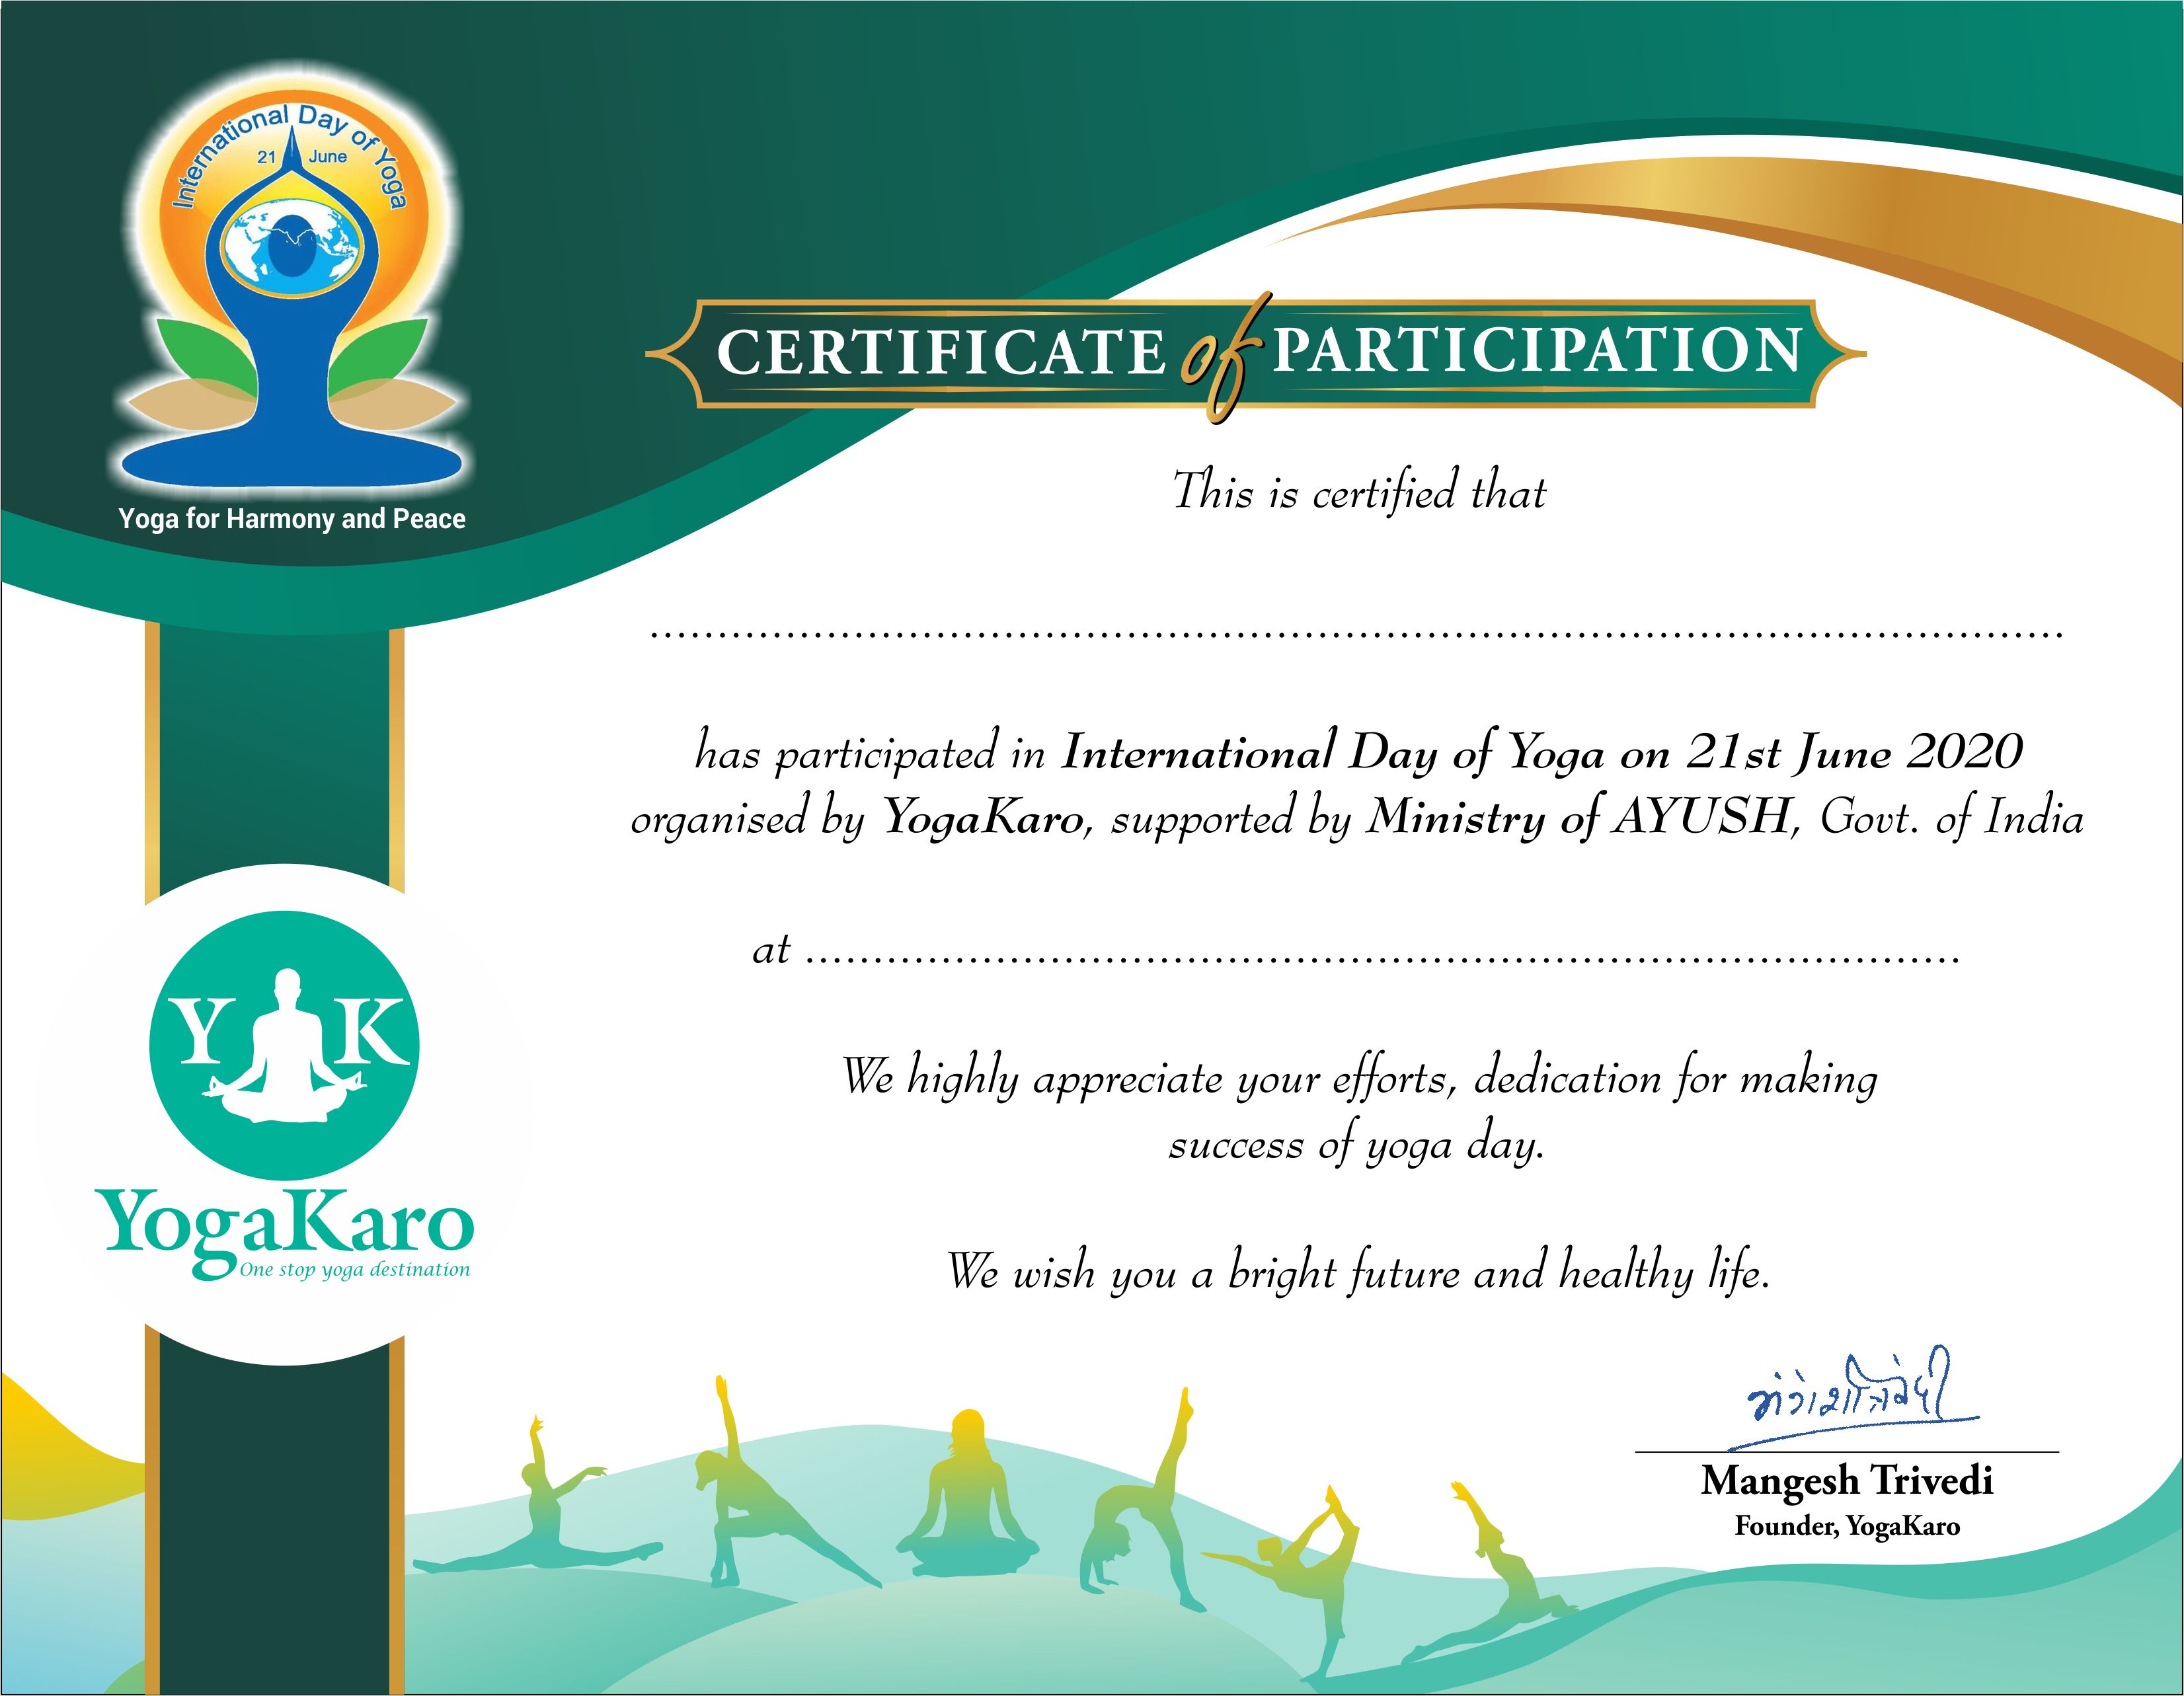 International Day of Yoga
21 June
Yoga for Harmony and Peace
CERTIFICATE of PARTICIPATION
This is certified that
........................................................................................................
has participated in International Day of Yoga on 21st June 2020
organised by YogaKaro, supported by Ministry of AYUSH, Govt. of India
at .....................................................................................
We highly appreciate your efforts, dedication for making
success of yoga day.
We wish you a bright future and healthy life.
Y K
YogaKaro
One stop yoga destination
Mangesh Trivedi
Founder, YogaKaro